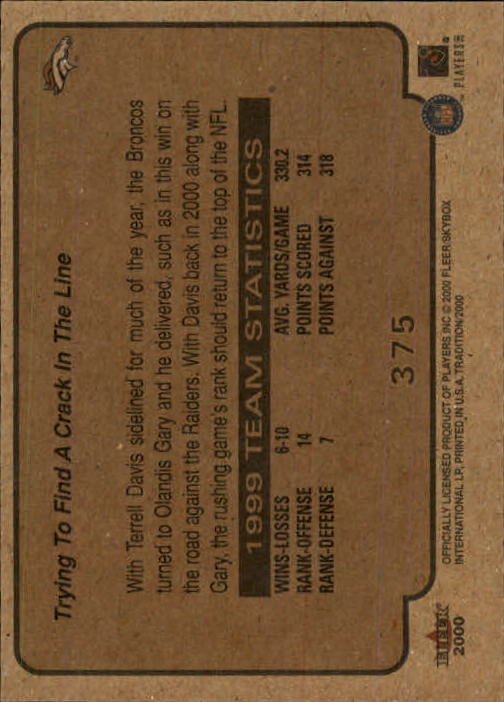 Trying To Find A Crack In The Line
With Terrell Davis sidelined for much of the year, the Broncos
turned to Olandis Gary and he delivered, such as in this win on
the road against the Raiders. With Davis back in 2000 along with
Gary, the rushing game's rank should return to the top of the NFL.
1999 TEAM STATISTICS
WINS-LOSSES 6-10 AVG. YARDS/GAME 330.2
RANK-OFFENSE 14 POINTS SCORED 314
RANK-DEFENSE 7 POINTS AGAINST 318
375
FLEER
2000
OFFICIALLY LICENSED PRODUCT OF PLAYERS INC © 2000 FLEER/SKYBOX
INTERNATIONAL LP, PRINTED IN U.S.A. TRADITION/2000
NFL
PLAYERS INC